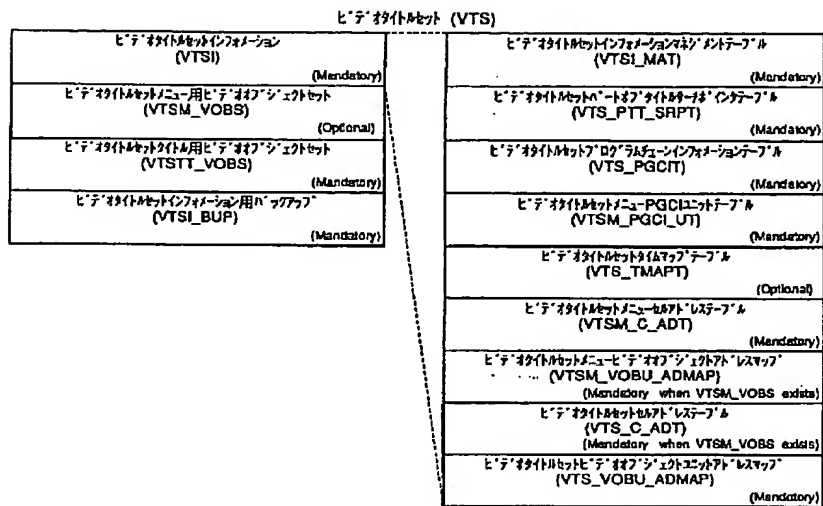 ビデオタイトルセット (VTS)
ビデオタイトルセットインフォメーション
(VTSI)
(Mandatory)
ビデオタイトルセットメニュー用ビデオオブジェクトセット
(VTSM_VOBS)
(Optional)
ビデオタイトルセットタイトル用ビデオオブジェクトセット
(VTSTT_VOBS)
(Mandatory)
ビデオタイトルセットインフォメーション用バックアップ
(VTSI_BUP)
(Mandatory)
ビデオタイトルセットインフォメーションマネジメントテーブル
(VTSI_MAT)
(Mandatory)
ビデオタイトルセットパートオブタイトルサーチポインタテーブル
(VTS_PTT_SRPT)
(Mandatory)
ビデオタイトルセットプログラムチェーンインフォメーションテーブル
(VTS_PGCIT)
(Mandatory)
ビデオタイトルセットメニューPGCIユニットテーブル
(VTSM_PGCI_UT)
(Mandatory)
ビデオタイトルセットタイムマップテーブル
(VTS_TMAPT)
(Optional)
ビデオタイトルセットメニューセルアドレステーブル
(VTSM_C_ADT)
(Mandatory)
ビデオタイトルセットメニュービデオオブジェクトアドレスマップ
(VTSM_VOBU_ADMAP)
(Mandatory when VTSM_VOBS exists)
ビデオタイトルセットセルアドレステーブル
(VTS_C_ADT)
(Mandatory when VTSM_VOBS exists)
ビデオタイトルセットビデオオブジェクトユニットアドレスマップ
(VTS_VOBU_ADMAP)
(Mandatory)